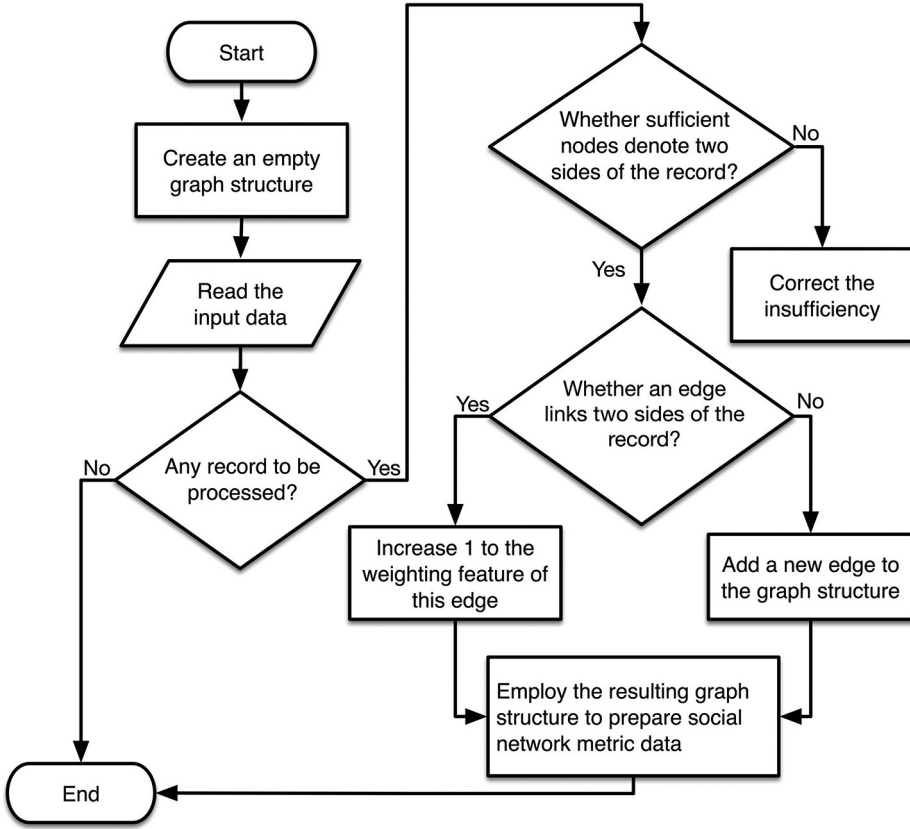 Start
Create an empty
graph structure
Read the
input data
Any record to be
processed?
No
Yes
Whether sufficient
nodes denote two
sides of the record?
No
Yes
Correct the
insufficiency
Whether an edge
links two sides of the
record?
Yes
No
Increase 1 to the
weighting feature of
this edge
Add a new edge to
the graph structure
Employ the resulting graph
structure to prepare social
network metric data
End